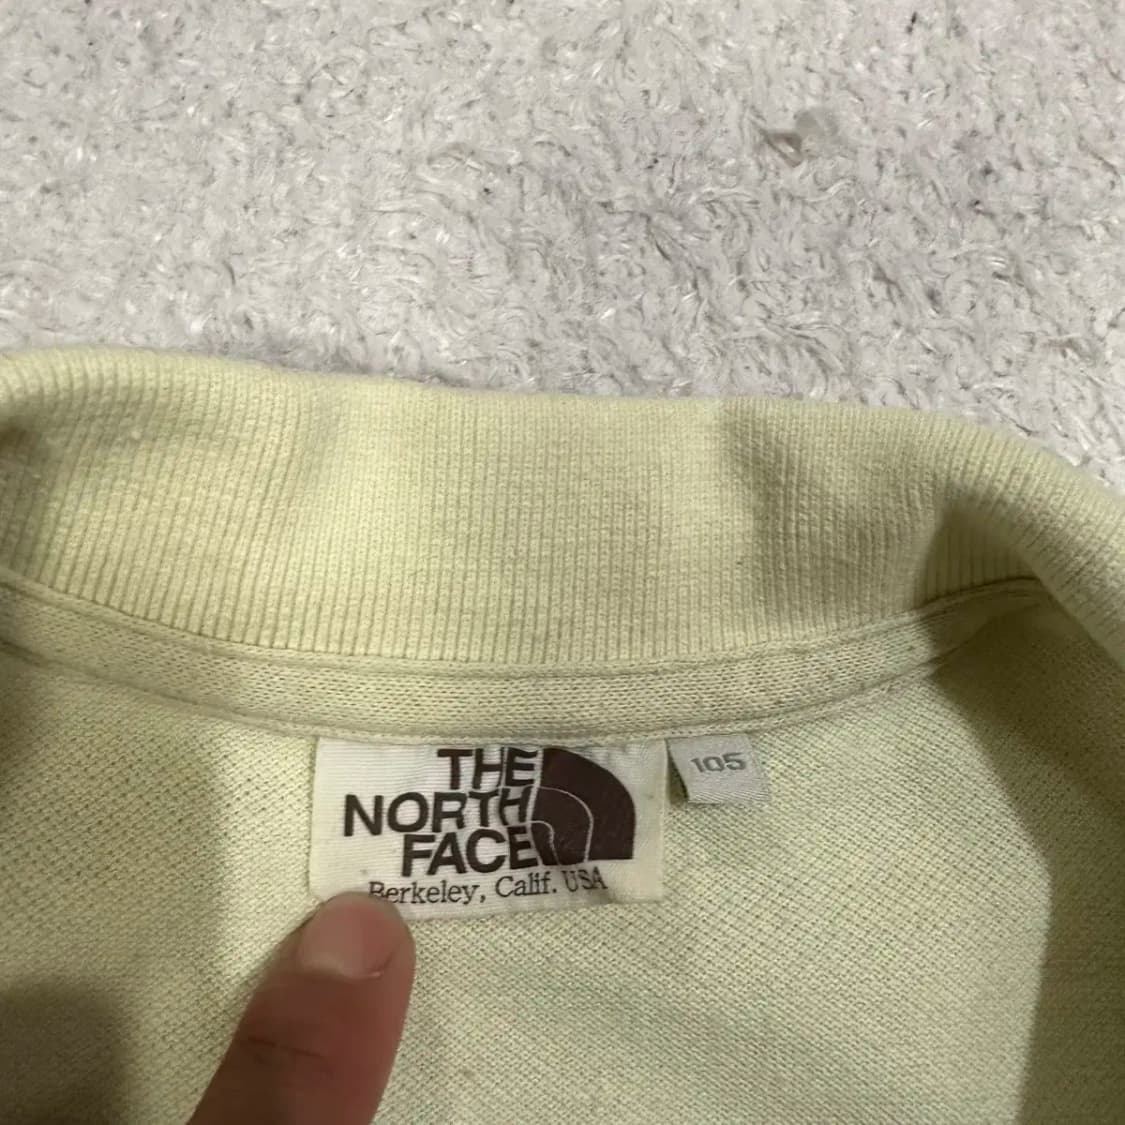 THE
NORTH
FACE
Berkeley, Calif. USA
105